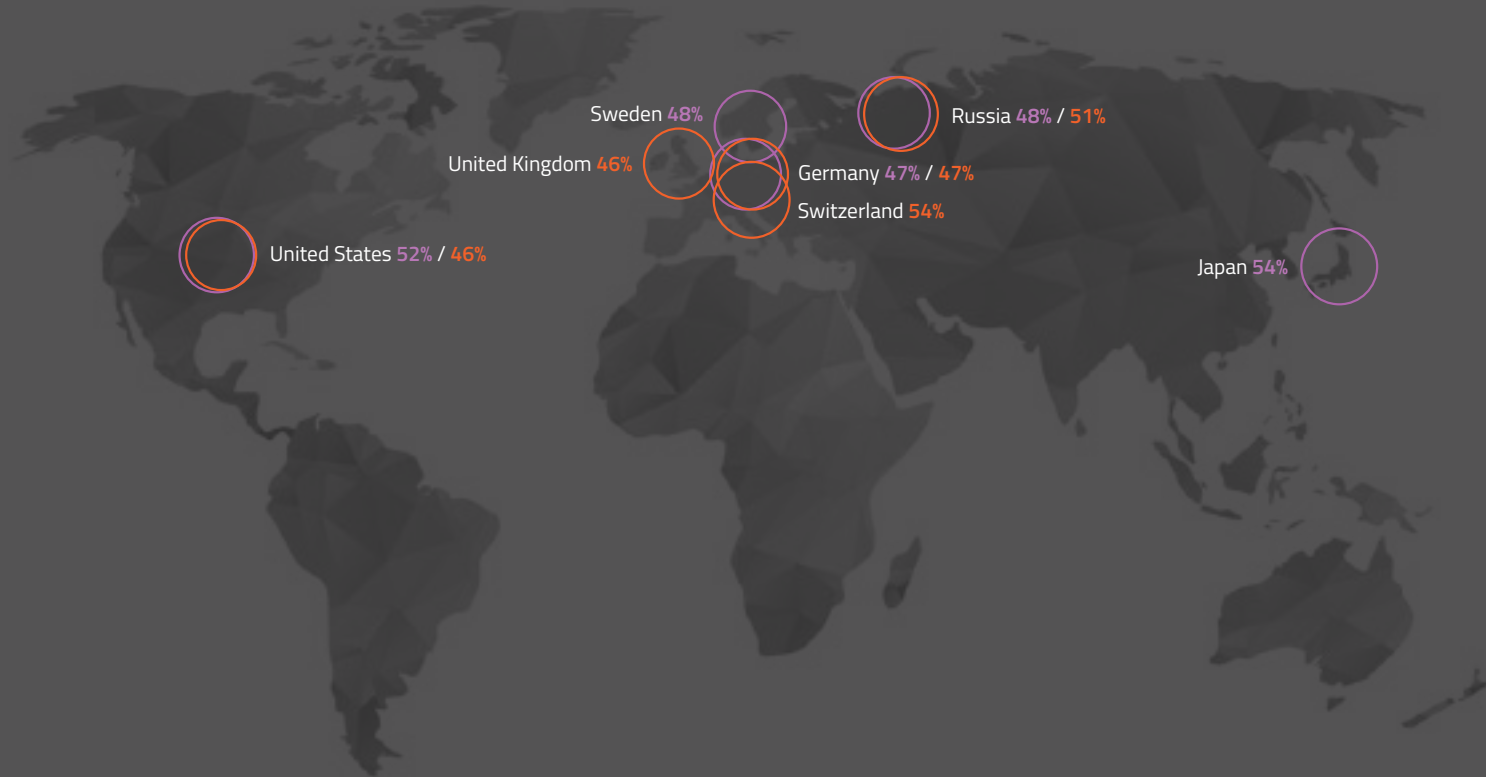 Sweden 48%
Russia 48% / 51%
United Kingdom 46%
Germany 47% / 47%
Switzerland 54%
United States 52% / 46%
Japan 54%